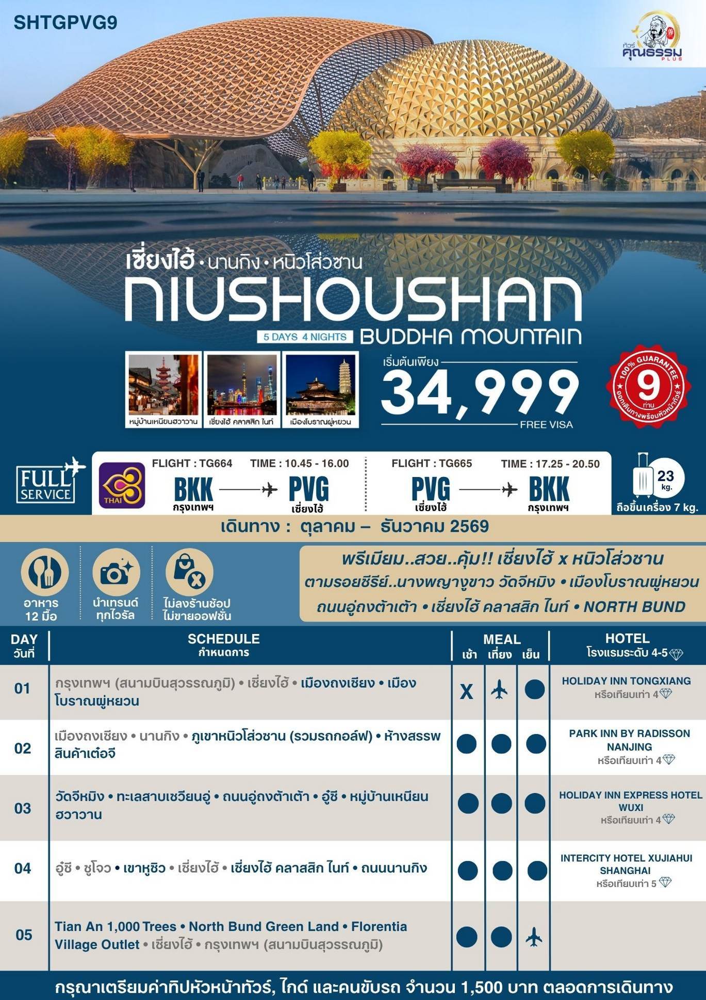 SHTGPVG9
ทัวร์
คุณธรรม
PLUS
เซี่ยงไฮ้ • นานกิง • หนิวโส่วซาน
NIUSHOUSHAN
5 DAYS 4 NIGHTS
BUDDHA MOUNTAIN
หมู่บ้านเหนียนฮวาวาน
เซี่ยงไฮ้ คลาสสิก ไนท์
เมืองโบราณผู่หยวน
เริ่มต้นเพียง
34,999
FREE VISA
100% GUARANTEE
9
ท่าน
ออกเดินทางพร้อมหัวหน้าทัวร์
FULL
SERVICE
THAI
FLIGHT : TG664 TIME : 10.45 - 16.00
BKK PVG
กรุงเทพฯ เซี่ยงไฮ้
FLIGHT : TG665 TIME : 17.25 - 20.50
PVG BKK
เซี่ยงไฮ้ กรุงเทพฯ
23
kg.
ถือขึ้นเครื่อง 7 kg.
เดินทาง : ตุลาคม – ธันวาคม 2569
อาหาร
12 มื้อ
นำเทรนด์
ทุกไวรัล
ไม่ลงร้านช้อป
ไม่ขายออฟชั่น
พรีเมียม..สวย..คุ้ม!! เซี่ยงไฮ้ x หนิวโส่วซาน
ตามรอยซีรีย์..นางพญางูขาว วัดจีหมิง • เมืองโบราณผู่หยวน
ถนนอู่ถงต้าเต้า • เซี่ยงไฮ้ คลาสสิก ไนท์ • NORTH BUND
DAY SCHEDULE MEAL HOTEL
วันที่ กำหนดการ เช้า เที่ยง เย็น โรงแรมระดับ 4-5
01
กรุงเทพฯ (สนามบินสุวรรณภูมิ) • เซี่ยงไฮ้ • เมืองถงเซียง • เมือง
โบราณผู่หยวน
X
HOLIDAY INN TONGXIANG
หรือเทียบเท่า 4
02
เมืองถงเซียง • นานกิง • ภูเขาหนิวโส่วซาน (รวมรถกอล์ฟ) • ห้างสรรพ
สินค้าเต๋อจี
PARK INN BY RADISSON
NANJING
หรือเทียบเท่า 4
03
วัดจีหมิง • ทะเลสาบเซวียนอู่ • ถนนอู่ถงต้าเต้า • อู๋ซี • หมู่บ้านเหนียน
ฮวาวาน
HOLIDAY INN EXPRESS HOTEL
WUXI
หรือเทียบเท่า 4
04
อู๋ซี • ซูโจว • เขาหูชิว • เซี่ยงไฮ้ • เซี่ยงไฮ้ คลาสสิก ไนท์ • ถนนนานกิง
INTERCITY HOTEL XUJIAHUI
SHANGHAI
หรือเทียบเท่า 5
05
Tian An 1,000 Trees • North Bund Green Land • Florentia
Village Outlet • เซี่ยงไฮ้ • กรุงเทพฯ (สนามบินสุวรรณภูมิ)
กรุณาเตรียมค่าทิปหัวหน้าทัวร์, ไกด์ และคนขับรถ จำนวน 1,500 บาท ตลอดการเดินทาง